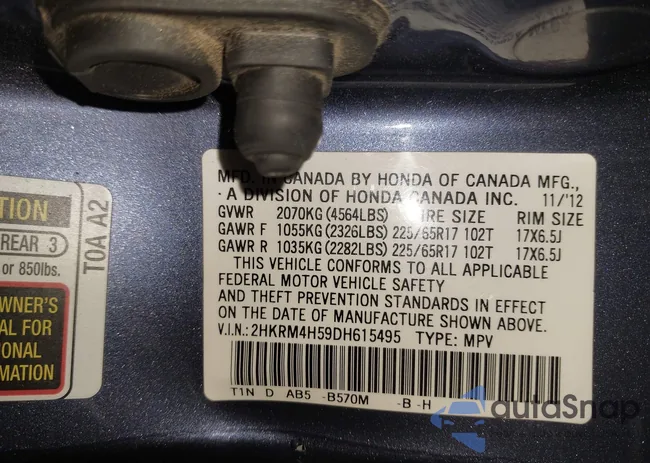 MFD. IN CANADA BY HONDA OF CANADA MFG.,
A DIVISION OF HONDA CANADA INC. 11/'12
GVWR 2070KG(4564LBS) TIRE SIZE RIM SIZE
GAWR F 1055KG(2326LBS) 225/65R17 102T 17X6.5J
GAWR R 1035KG(2282LBS) 225/65R17 102T 17X6.5J
THIS VEHICLE CONFORMS TO ALL APPLICABLE
FEDERAL MOTOR VEHICLE SAFETY
AND THEFT PREVENTION STANDARDS IN EFFECT
ON THE DATE OF MANUFACTURE SHOWN ABOVE.
V.I.N.:2HKRM4H59DH615495 TYPE: MPV
T1N D AB5 -B570M -B -H
TION
REAR 3
or 850lbs.
WNER'S
AL FOR
IONAL
MATION
T0A A2
autoSnap